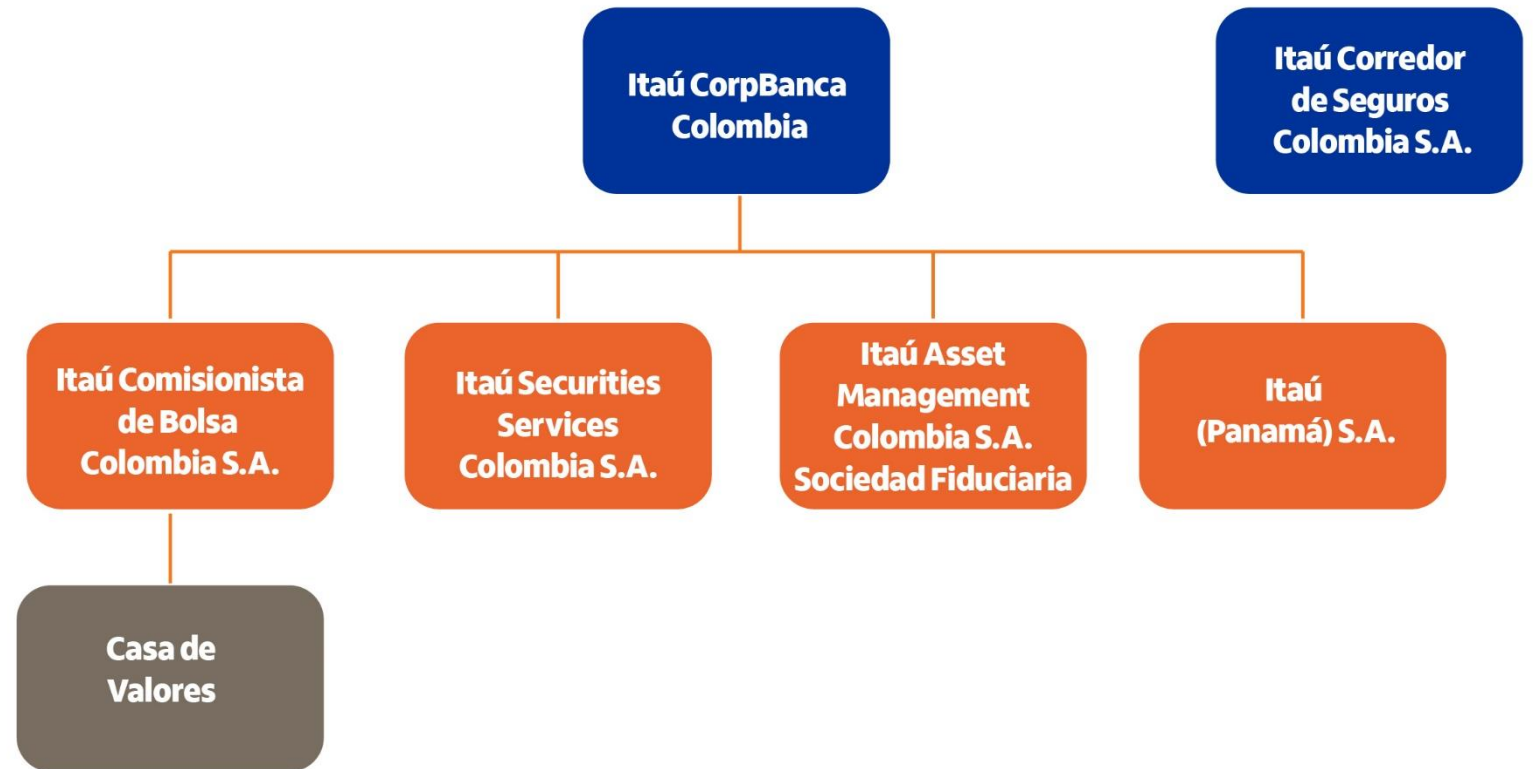 Itaú CorpBanca
Colombia
Itaú Corredor
de Seguros
Colombia S.A.
Itaú Comisionista
de Bolsa
Colombia S.A.
Itaú Securities
Services
Colombia S.A.
Itaú Asset
Management
Colombia S.A.
Sociedad Fiduciaria
Itaú
(Panamá) S.A.
Casa de
Valores